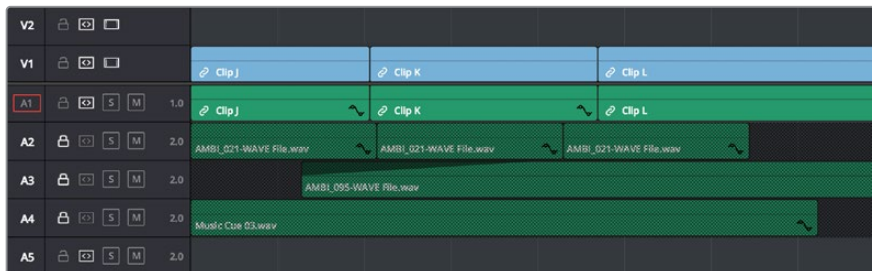 V2
V1
Clip J Clip K Clip L
A1 S M 1.0
Clip J Clip K Clip L
A2 S M 2.0
AMBI_021-WAVE File.wav AMBI_021-WAVE File.wav AMBI_021-WAVE File.wav
A3 S M 2.0
AMBI_095-WAVE File.wav
A4 S M 2.0
Music Cue 03.wav
A5 S M 2.0